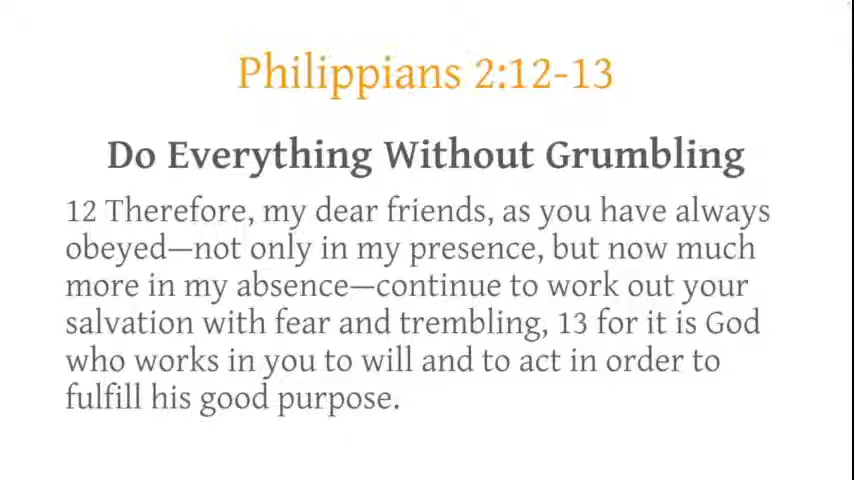 Philippians 2:12-13
Do Everything Without Grumbling
12 Therefore, my dear friends, as you have always
obeyed—not only in my presence, but now much
more in my absence—continue to work out your
salvation with fear and trembling, 13 for it is God
who works in you to will and to act in order to
fulfill his good purpose.